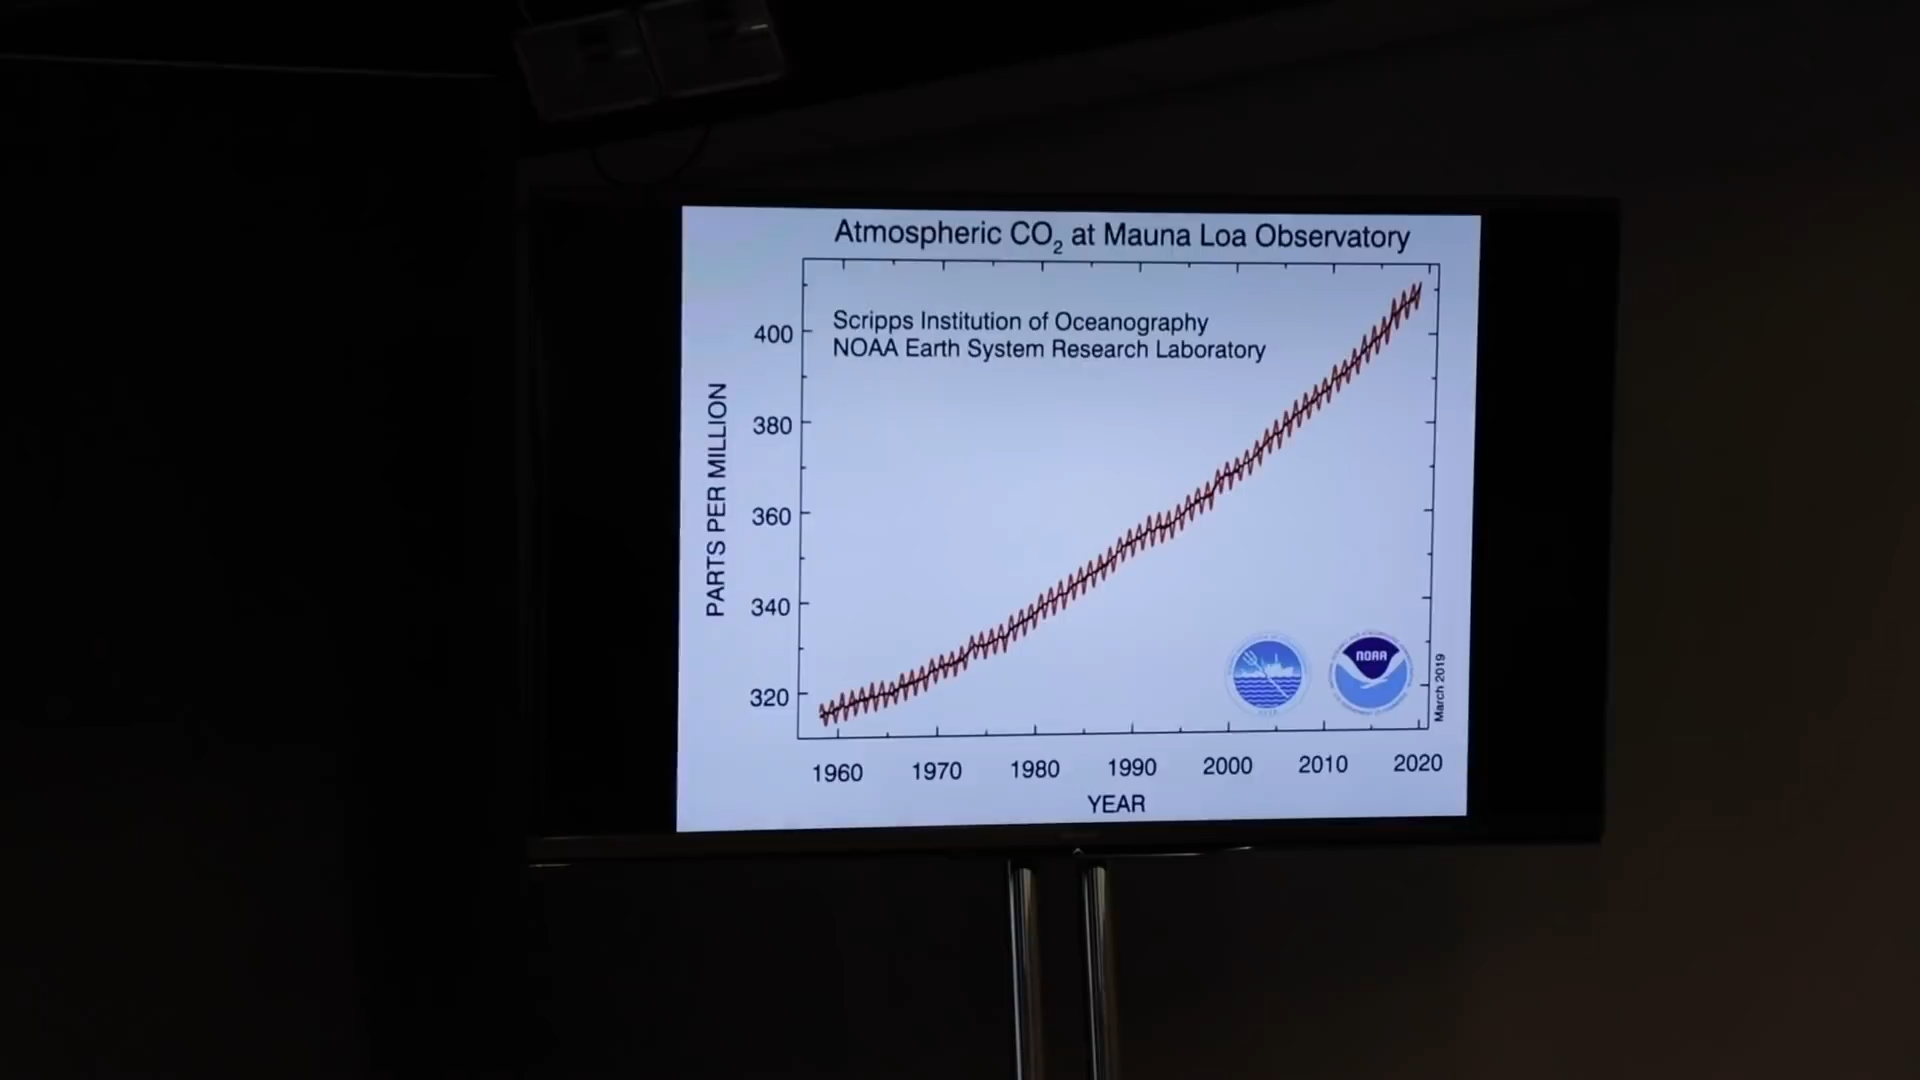 Atmospheric CO₂ at Mauna Loa Observatory
Scripps Institution of Oceanography
NOAA Earth System Research Laboratory
PARTS PER MILLION
400
380
360
340
320
NOAA
March 2019
1960 1970 1980 1990 2000 2010 2020
YEAR